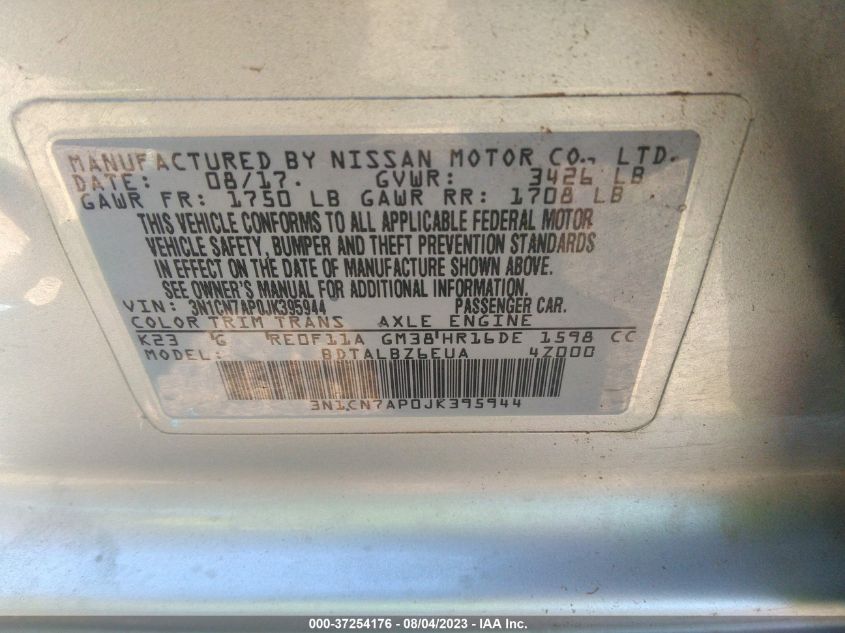 MANUFACTURED BY NISSAN MOTOR CO., LTD.
DATE: 08/17. GVWR: 3426 LB
GAWR FR: 1750 LB GAWR RR: 1708 LB
THIS VEHICLE CONFORMS TO ALL APPLICABLE FEDERAL MOTOR
VEHICLE SAFETY, BUMPER AND THEFT PREVENTION STANDARDS
IN EFFECT ON THE DATE OF MANUFACTURE SHOWN ABOVE.
SEE OWNER'S MANUAL FOR ADDITIONAL INFORMATION.
VIN: 3N1CN7AP0JK395944 PASSENGER CAR.
COLOR TRIM TRANS AXLE ENGINE
K23 G RE0F11A GM38 HR16DE 1598 CC
MODEL: BDTALBZ6EUA 4Z000
3N1CN7AP0JK395944
000-37254176 - 08/04/2023 - IAA Inc.